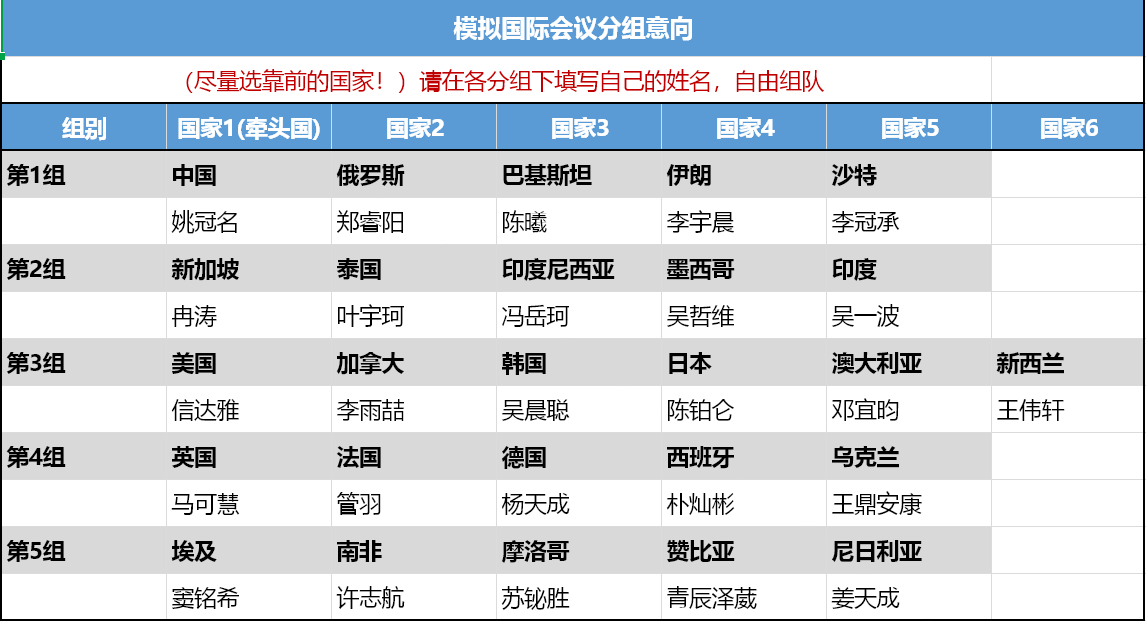 模拟国际会议分组意向
（尽量选靠前的国家！）请在各分组下填写自己的姓名，自由组队
组别 国家1(牵头国) 国家2 国家3 国家4 国家5 国家6
第1组 中国 俄罗斯 巴基斯坦 伊朗 沙特
姚冠名 郑睿阳 陈曦 李宇晨 李冠承
第2组 新加坡 泰国 印度尼西亚 墨西哥 印度
冉涛 叶宇珂 冯岳珂 吴哲维 吴一波
第3组 美国 加拿大 韩国 日本 澳大利亚 新西兰
信达雅 李雨喆 吴晨聪 陈铂仑 邓宜昀 王伟轩
第4组 英国 法国 德国 西班牙 乌克兰
马可慧 管羽 杨天成 朴灿彬 王鼎安康
第5组 埃及 南非 摩洛哥 赞比亚 尼日利亚
窦铭希 许志航 苏铋胜 青辰泽葳 姜天成